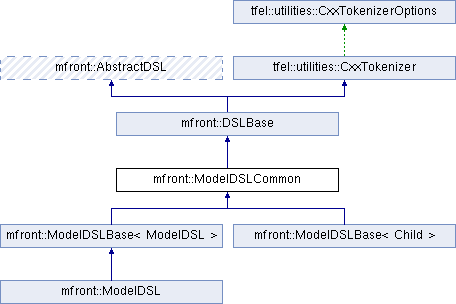 tfel::utilities::CxxTokenizerOptions
mfront::AbstractDSL
tfel::utilities::CxxTokenizer
mfront::DSLBase
mfront::ModelDSLCommon
mfront::ModelDSLBase< ModelDSL >
mfront::ModelDSLBase< Child >
mfront::ModelDSL